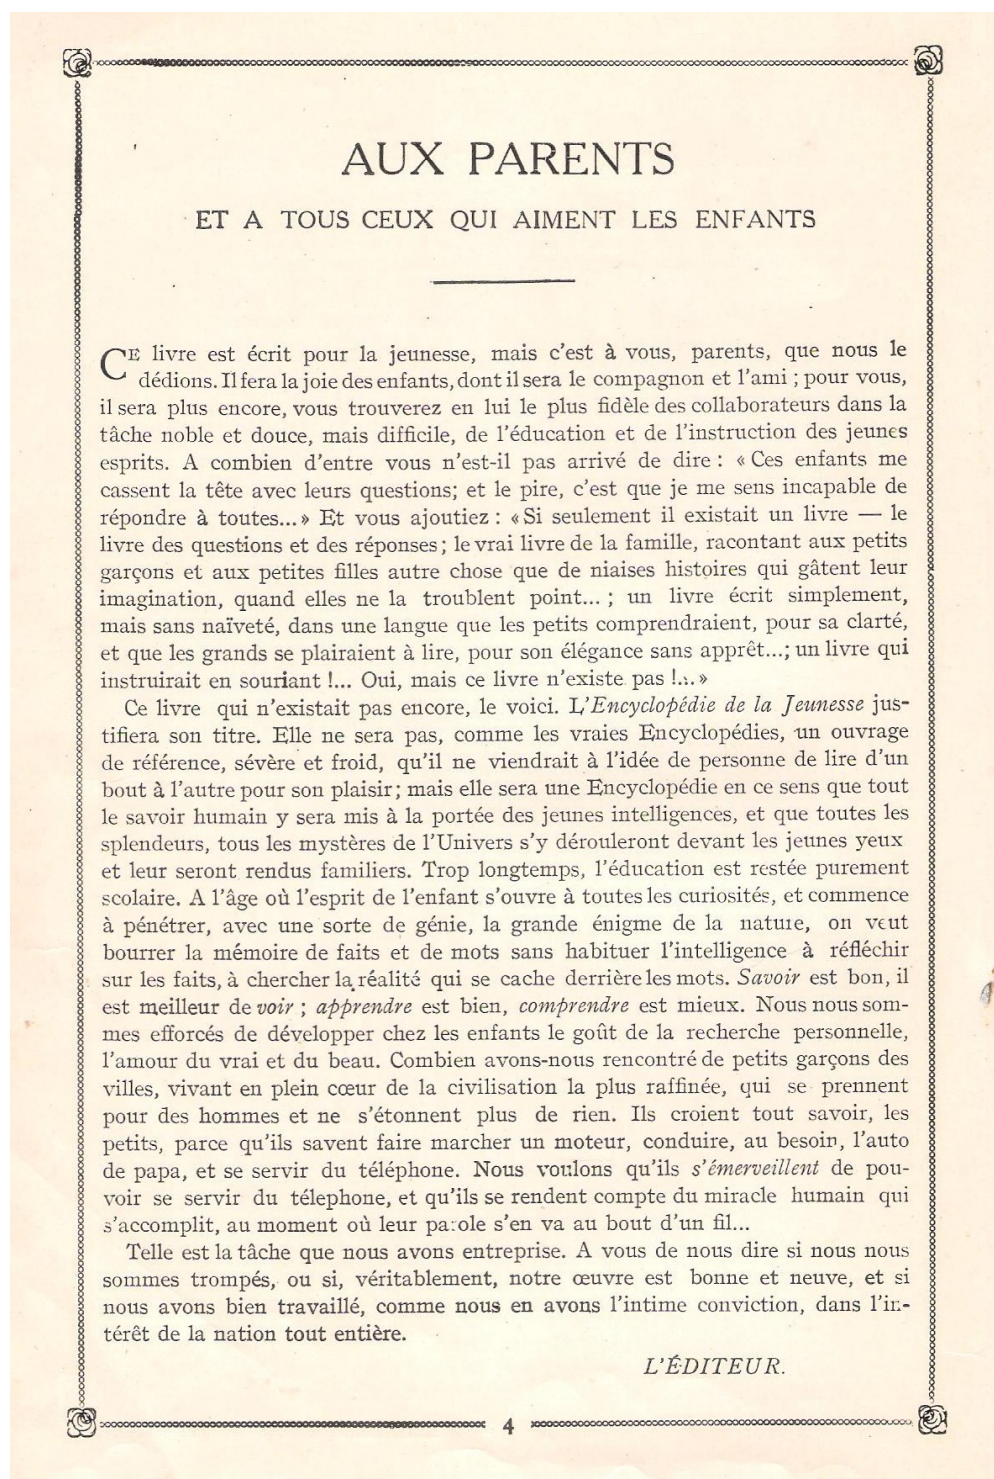 AUX PARENTS
ET A TOUS CEUX QUI AIMENT LES ENFANTS
CE livre est écrit pour la jeunesse, mais c'est à vous, parents, que nous le
dédions. Il fera la joie des enfants, dont il sera le compagnon et l'ami ; pour vous,
il sera plus encore, vous trouverez en lui le plus fidèle des collaborateurs dans la
tâche noble et douce, mais difficile, de l'éducation et de l'instruction des jeunes
esprits. A combien d'entre vous n'est-il pas arrivé de dire : « Ces enfants me
cassent la tête avec leurs questions; et le pire, c'est que je me sens incapable de
répondre à toutes... » Et vous ajoutiez : « Si seulement il existait un livre — le
livre des questions et des réponses ; le vrai livre de la famille, racontant aux petits
garçons et aux petites filles autre chose que de niaises histoires qui gâtent leur
imagination, quand elles ne la troublent point... ; un livre écrit simplement,
mais sans naïveté, dans une langue que les petits comprendraient, pour sa clarté,
et que les grands se plairaient à lire, pour son élégance sans apprêt...; un livre qui
instruirait en souriant !... Oui, mais ce livre n'existe pas !... »
Ce livre qui n'existait pas encore, le voici. L'Encyclopédie de la Jeunesse jus-
tifiera son titre. Elle ne sera pas, comme les vraies Encyclopédies, un ouvrage
de référence, sévère et froid, qu'il ne viendrait à l'idée de personne de lire d'un
bout à l'autre pour son plaisir ; mais elle sera une Encyclopédie en ce sens que tout
le savoir humain y sera mis à la portée des jeunes intelligences, et que toutes les
splendeurs, tous les mystères de l'Univers s'y dérouleront devant les jeunes yeux
et leur seront rendus familiers. Trop longtemps, l'éducation est restée purement
scolaire. A l'âge où l'esprit de l'enfant s'ouvre à toutes les curiosités, et commence
à pénétrer, avec une sorte de génie, la grande énigme de la nature, on veut
bourrer la mémoire de faits et de mots sans habituer l'intelligence à réfléchir
sur les faits, à chercher la réalité qui se cache derrière les mots. Savoir est bon, il
est meilleur de voir ; apprendre est bien, comprendre est mieux. Nous nous som-
mes efforcés de développer chez les enfants le goût de la recherche personnelle,
l'amour du vrai et du beau. Combien avons-nous rencontré de petits garçons des
villes, vivant en plein cœur de la civilisation la plus raffinée, qui se prennent
pour des hommes et ne s'étonnent plus de rien. Ils croient tout savoir, les
petits, parce qu'ils savent faire marcher un moteur, conduire, au besoin, l'auto
de papa, et se servir du téléphone. Nous voulons qu'ils s'émerveillent de pou-
voir se servir du télephone, et qu'ils se rendent compte du miracle humain qui
s'accomplit, au moment où leur parole s'en va au bout d'un fil...
Telle est la tâche que nous avons entreprise. A vous de nous dire si nous nous
sommes trompés, ou si, véritablement, notre œuvre est bonne et neuve, et si
nous avons bien travaillé, comme nous en avons l'intime conviction, dans l'in-
térêt de la nation tout entière.
L'ÉDITEUR.
4